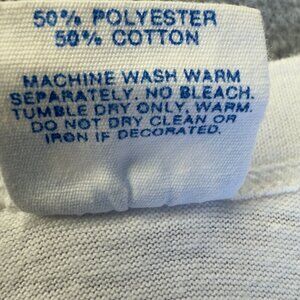 50% POLYESTER
50% COTTON
MACHINE WASH WARM
SEPARATELY, NO BLEACH.
TUMBLE DRY ONLY, WARM.
DO NOT DRY CLEAN OR
IRON IF DECORATED.